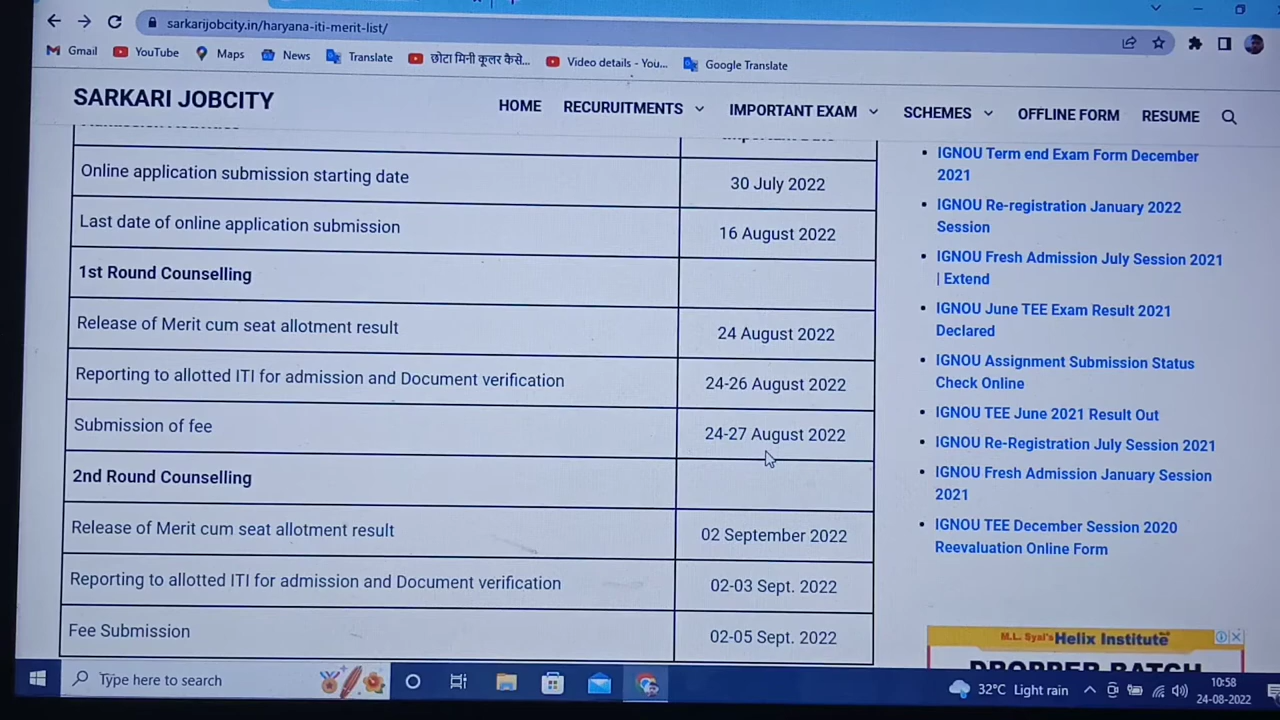 sarkarijobcity.in/haryana-iti-merit-list/
Gmail YouTube Maps News Translate छोटा मिनी कूलर कैसे... Video details - You... Google Translate
SARKARI JOBCITY HOME RECURUITMENTS IMPORTANT EXAM SCHEMES OFFLINE FORM RESUME
Online application submission starting date 30 July 2022
Last date of online application submission 16 August 2022
1st Round Counselling
Release of Merit cum seat allotment result 24 August 2022
Reporting to allotted ITI for admission and Document verification 24-26 August 2022
Submission of fee 24-27 August 2022
2nd Round Counselling
Release of Merit cum seat allotment result 02 September 2022
Reporting to allotted ITI for admission and Document verification 02-03 Sept. 2022
Fee Submission 02-05 Sept. 2022
IGNOU Term end Exam Form December
2021
IGNOU Re-registration January 2022
Session
IGNOU Fresh Admission July Session 2021
| Extend
IGNOU June TEE Exam Result 2021
Declared
IGNOU Assignment Submission Status
Check Online
IGNOU TEE June 2021 Result Out
IGNOU Re-Registration July Session 2021
IGNOU Fresh Admission January Session
2021
IGNOU TEE December Session 2020
Reevaluation Online Form
M.L. Syal's Helix Institute
DROPPER BATCH
Type here to search
32°C Light rain
10:58
24-08-2022